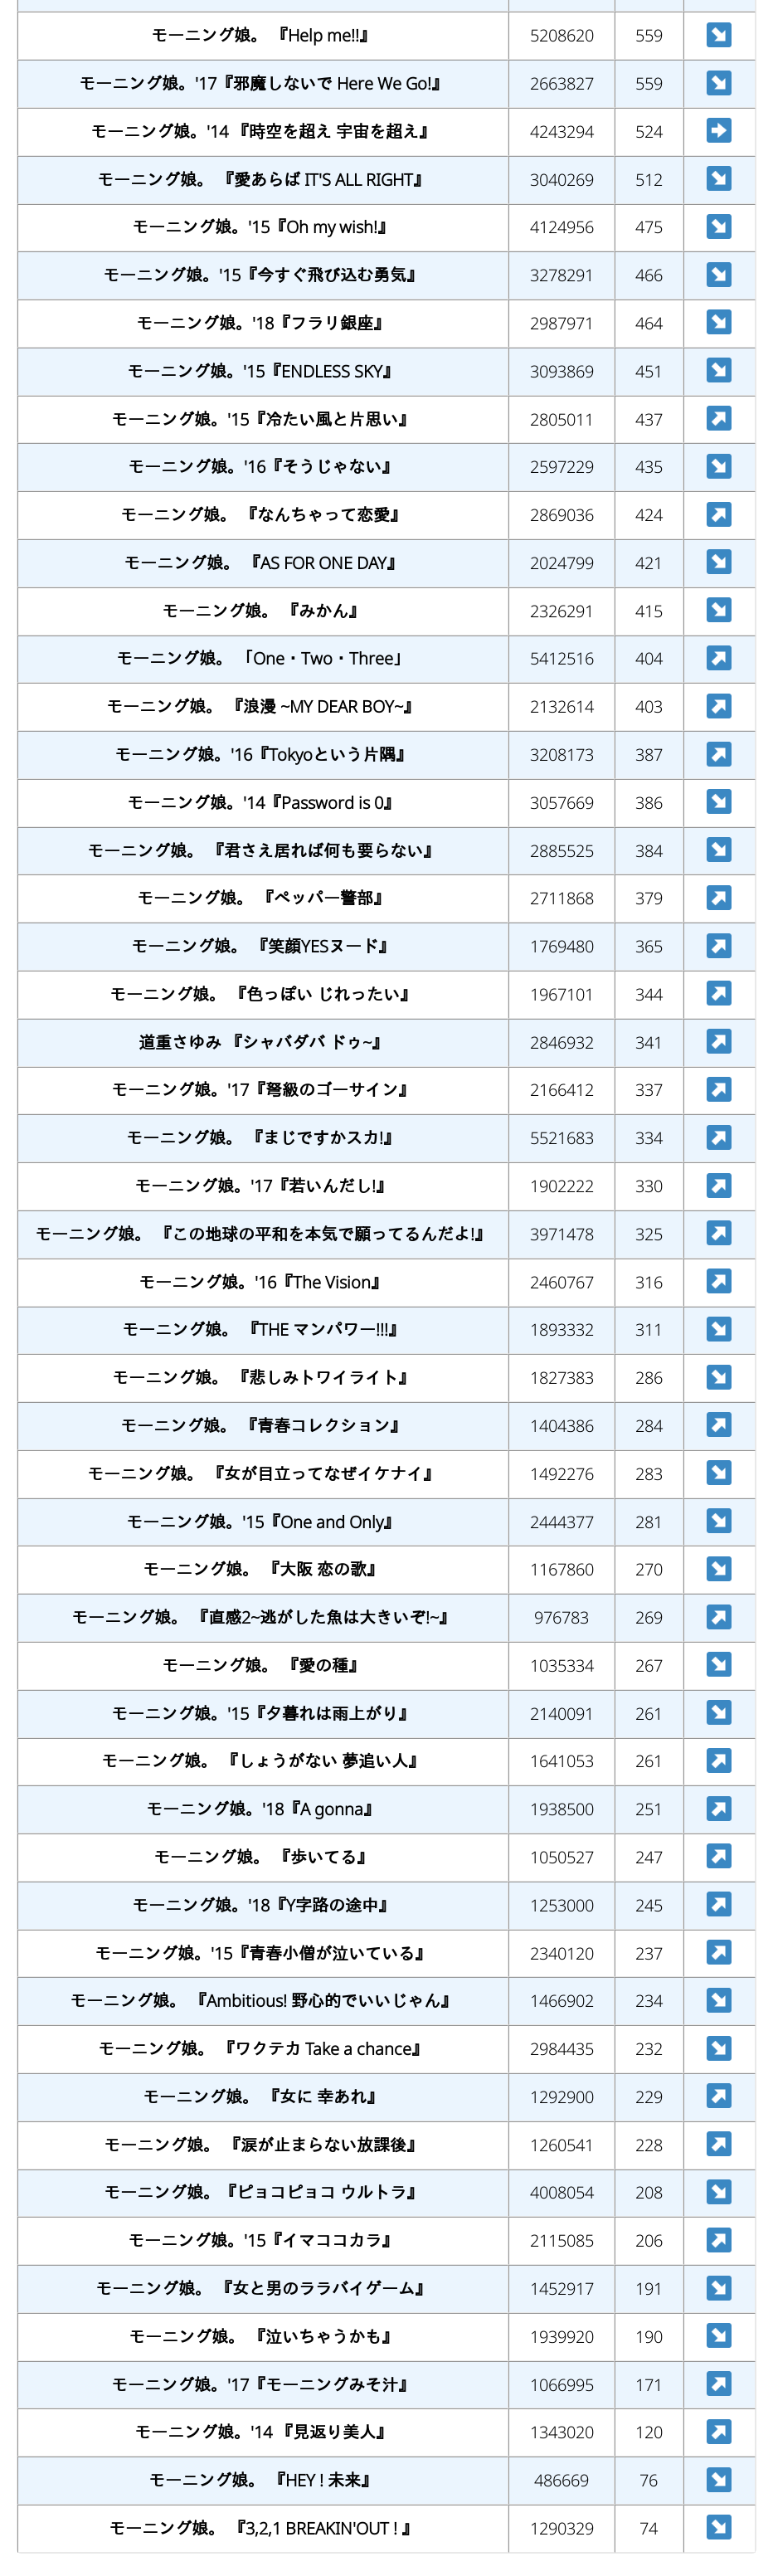 モーニング娘。 『Help me!!』 5208620 559 ↘
モーニング娘。'17『邪魔しないで Here We Go!』 2663827 559 ↘
モーニング娘。'14 『時空を超え 宇宙を超え』 4243294 524 ➡
モーニング娘。 『愛あらば IT'S ALL RIGHT』 3040269 512 ↘
モーニング娘。'15『Oh my wish!』 4124956 475 ↘
モーニング娘。'15『今すぐ飛び込む勇気』 3278291 466 ↘
モーニング娘。'18『フラリ銀座』 2987971 464 ↘
モーニング娘。'15『ENDLESS SKY』 3093869 451 ↘
モーニング娘。'15『冷たい風と片思い』 2805011 437 ↗
モーニング娘。'16『そうじゃない』 2597229 435 ↘
モーニング娘。 『なんちゃって恋愛』 2869036 424 ↗
モーニング娘。 『AS FOR ONE DAY』 2024799 421 ↘
モーニング娘。 『みかん』 2326291 415 ↘
モーニング娘。 「One・Two・Three」 5412516 404 ↗
モーニング娘。 『浪漫 ~MY DEAR BOY~』 2132614 403 ↗
モーニング娘。'16『Tokyoという片隅』 3208173 387 ↗
モーニング娘。'14『Password is 0』 3057669 386 ↘
モーニング娘。 『君さえ居れば何も要らない』 2885525 384 ↘
モーニング娘。 『ペッパー警部』 2711868 379 ↗
モーニング娘。 『笑顔YESヌード』 1769480 365 ↗
モーニング娘。 『色っぽい じれったい』 1967101 344 ↗
道重さゆみ 『シャバダバ ドゥ~』 2846932 341 ↗
モーニング娘。'17『弩級のゴーサイン』 2166412 337 ↗
モーニング娘。 『まじですかスカ!』 5521683 334 ↗
モーニング娘。'17『若いんだし!』 1902222 330 ↗
モーニング娘。 『この地球の平和を本気で願ってるんだよ!』 3971478 325 ↗
モーニング娘。'16『The Vision』 2460767 316 ↗
モーニング娘。 『THE マンパワー!!!』 1893332 311 ↘
モーニング娘。 『悲しみトワイライト』 1827383 286 ↘
モーニング娘。 『青春コレクション』 1404386 284 ↗
モーニング娘。 『女が目立ってなぜイケナイ』 1492276 283 ↘
モーニング娘。'15『One and Only』 2444377 281 ↘
モーニング娘。 『大阪 恋の歌』 1167860 270 ↘
モーニング娘。 『直感2~逃がした魚は大きいぞ!~』 976783 269 ↗
モーニング娘。 『愛の種』 1035334 267 ↘
モーニング娘。'15『夕暮れは雨上がり』 2140091 261 ↘
モーニング娘。 『しょうがない 夢追い人』 1641053 261 ↗
モーニング娘。'18『A gonna』 1938500 251 ↗
モーニング娘。 『歩いてる』 1050527 247 ↗
モーニング娘。'18『Y字路の途中』 1253000 245 ↗
モーニング娘。'15『青春小僧が泣いている』 2340120 237 ↗
モーニング娘。 『Ambitious! 野心的でいいじゃん』 1466902 234 ↘
モーニング娘。 『ワクテカ Take a chance』 2984435 232 ↘
モーニング娘。 『女に 幸あれ』 1292900 229 ↗
モーニング娘。 『涙が止まらない放課後』 1260541 228 ↗
モーニング娘。『ピョコピョコ ウルトラ』 4008054 208 ↘
モーニング娘。'15『イマココカラ』 2115085 206 ↗
モーニング娘。 『女と男のララバイゲーム』 1452917 191 ↘
モーニング娘。 『泣いちゃうかも』 1939920 190 ↘
モーニング娘。'17『モーニングみそ汁』 1066995 171 ↗
モーニング娘。'14 『見返り美人』 1343020 120 ↗
モーニング娘。 『HEY ! 未来』 486669 76 ↘
モーニング娘。 『3,2,1 BREAKIN'OUT ! 』 1290329 74 ↘